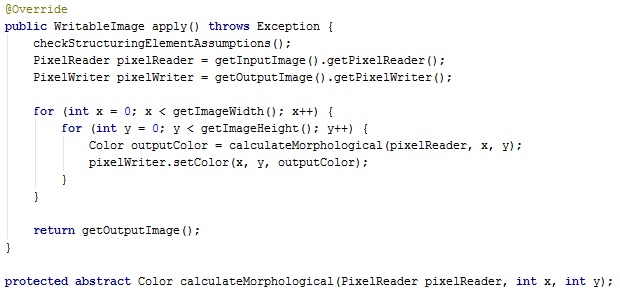 @Override
public WritableImage apply() throws Exception {
    checkStructuringElementAssumptions();
    PixelReader pixelReader = getInputImage().getPixelReader();
    PixelWriter pixelWriter = getOutputImage().getPixelWriter();

    for (int x = 0; x < getImageWidth(); x++) {
        for (int y = 0; y < getImageHeight(); y++) {
            Color outputColor = calculateMorphological(pixelReader, x, y);
            pixelWriter.setColor(x, y, outputColor);
        }
    }

    return getOutputImage();
}

protected abstract Color calculateMorphological(PixelReader pixelReader, int x, int y);